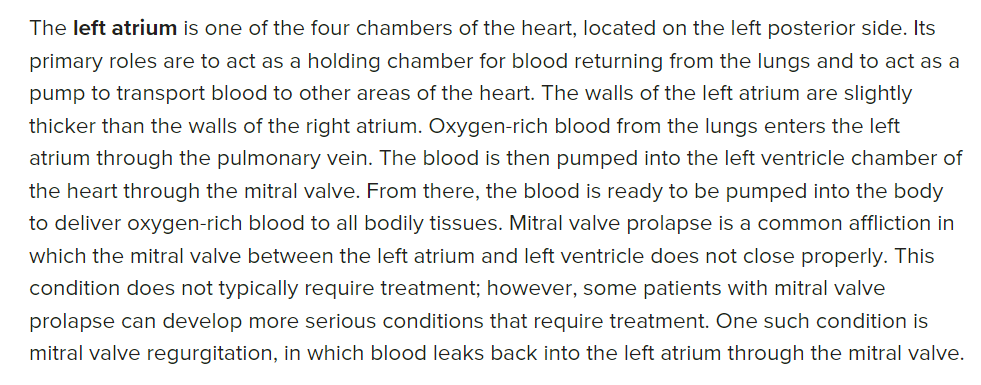 The left atrium is one of the four chambers of the heart, located on the left posterior side. Its
primary roles are to act as a holding chamber for blood returning from the lungs and to act as a
pump to transport blood to other areas of the heart. The walls of the left atrium are slightly
thicker than the walls of the right atrium. Oxygen-rich blood from the lungs enters the left
atrium through the pulmonary vein. The blood is then pumped into the left ventricle chamber of
the heart through the mitral valve. From there, the blood is ready to be pumped into the body
to deliver oxygen-rich blood to all bodily tissues. Mitral valve prolapse is a common affliction in
which the mitral valve between the left atrium and left ventricle does not close properly. This
condition does not typically require treatment; however, some patients with mitral valve
prolapse can develop more serious conditions that require treatment. One such condition is
mitral valve regurgitation, in which blood leaks back into the left atrium through the mitral valve.